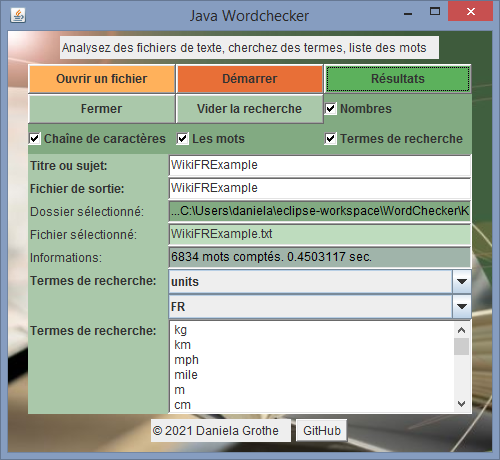 Java Wordchecker
Analysez des fichiers de texte, cherchez des termes, liste des mots
Ouvrir un fichier Démarrer Résultats
Fermer Vider la recherche Nombres
Chaîne de caractères Les mots Termes de recherche
Titre ou sujet: WikiFRExample
Fichier de sortie: WikiFRExample
Dossier sélectionné: ...C:\Users\daniela\eclipse-workspace\WordChecker\K
Fichier sélectionné: WikiFRExample.txt
Informations: 6834 mots comptés. 0.4503117 sec.
Termes de recherche: units
FR
Termes de recherche: kg
km
mph
mile
m
cm
© 2021 Daniela Grothe GitHub